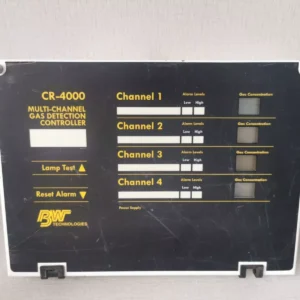 CR-4000
MULTI-CHANNEL
GAS DETECTION
CONTROLLER
Lamp Test ▲
Reset Alarm ▼
BW
TECHNOLOGIES
Channel 1
Alarm Levels
Low High
Gas Concentration
Channel 2
Alarm Levels
Low High
Gas Concentration
Channel 3
Alarm Levels
Low High
Gas Concentration
Channel 4
Alarm Levels
Low High
Gas Concentration
Power Supply